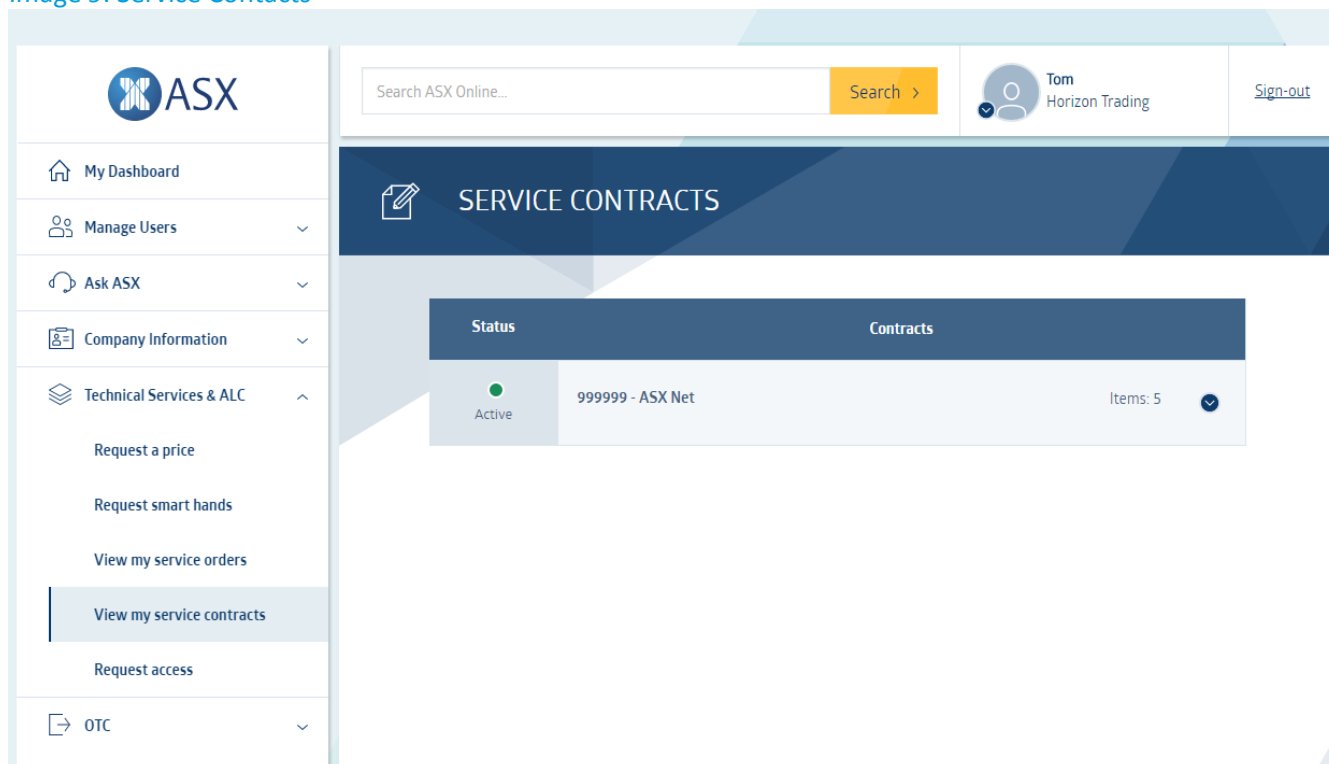 Image Service
ASX
Search ASX Online...
Search >
Tom
Horizon Trading
Sign-out
My Dashboard
Manage Users
Ask ASX
Company Information
Technical Services & ALC
Request a price
Request smart hands
View my service orders
View my service contracts
Request access
OTC
SERVICE CONTRACTS
Status Contracts
Active
999999 - ASX Net
Items: 5